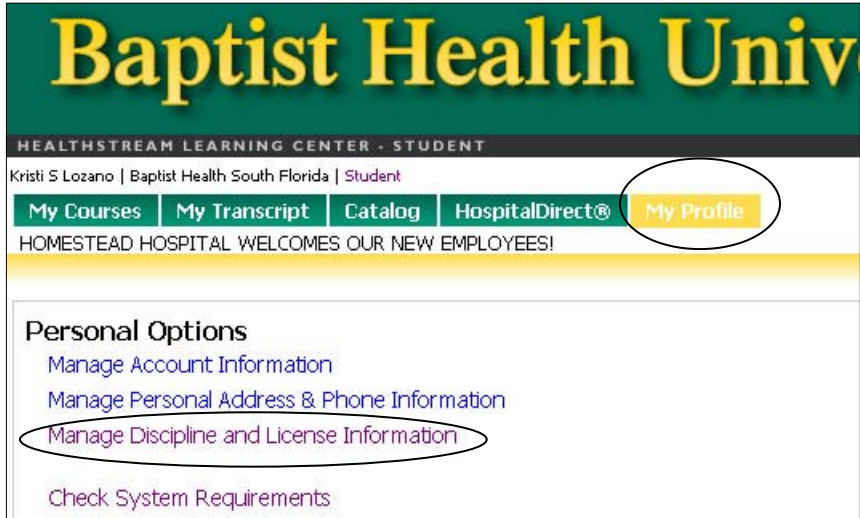 Baptist Health Unive
HEALTHSTREAM LEARNING CENTER - STUDENT
Kristi S Lozano | Baptist Health South Florida | Student
My Courses My Transcript Catalog HospitalDirect® My Profile
HOMESTEAD HOSPITAL WELCOMES OUR NEW EMPLOYEES!
Personal Options
Manage Account Information
Manage Personal Address & Phone Information
Manage Discipline and License Information
Check System Requirements